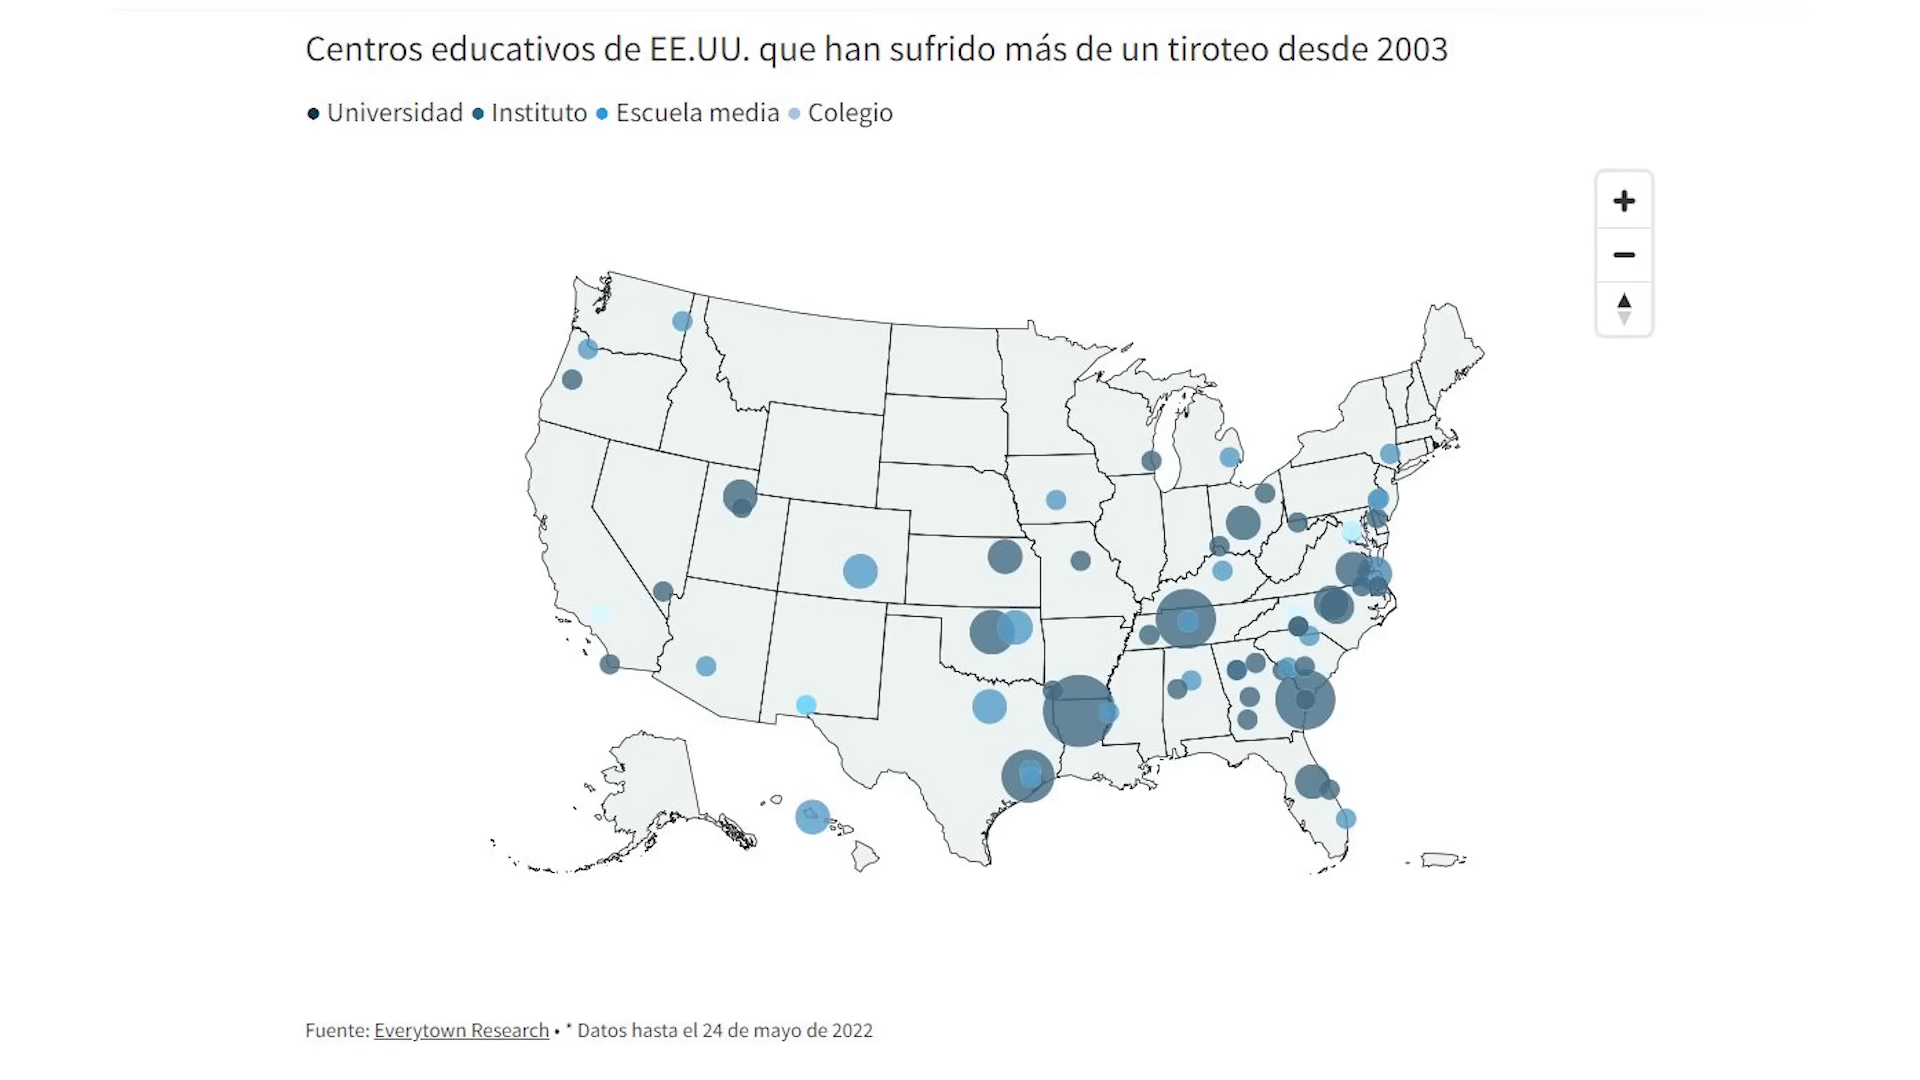 Centros educativos de EE.UU. que han sufrido más de un tiroteo desde 2003
Universidad Instituto Escuela media Colegio
Fuente: Everytown Research • * Datos hasta el 24 de mayo de 2022